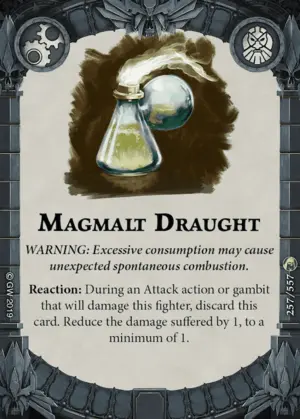 MAGMALT DRAUGHT
WARNING: Excessive consumption may cause
unexpected spontaneous combustion.
Reaction: During an Attack action or gambit
that will damage this fighter, discard this
card. Reduce the damage suffered by 1, to a
minimum of 1.
©GW 2019
257/557